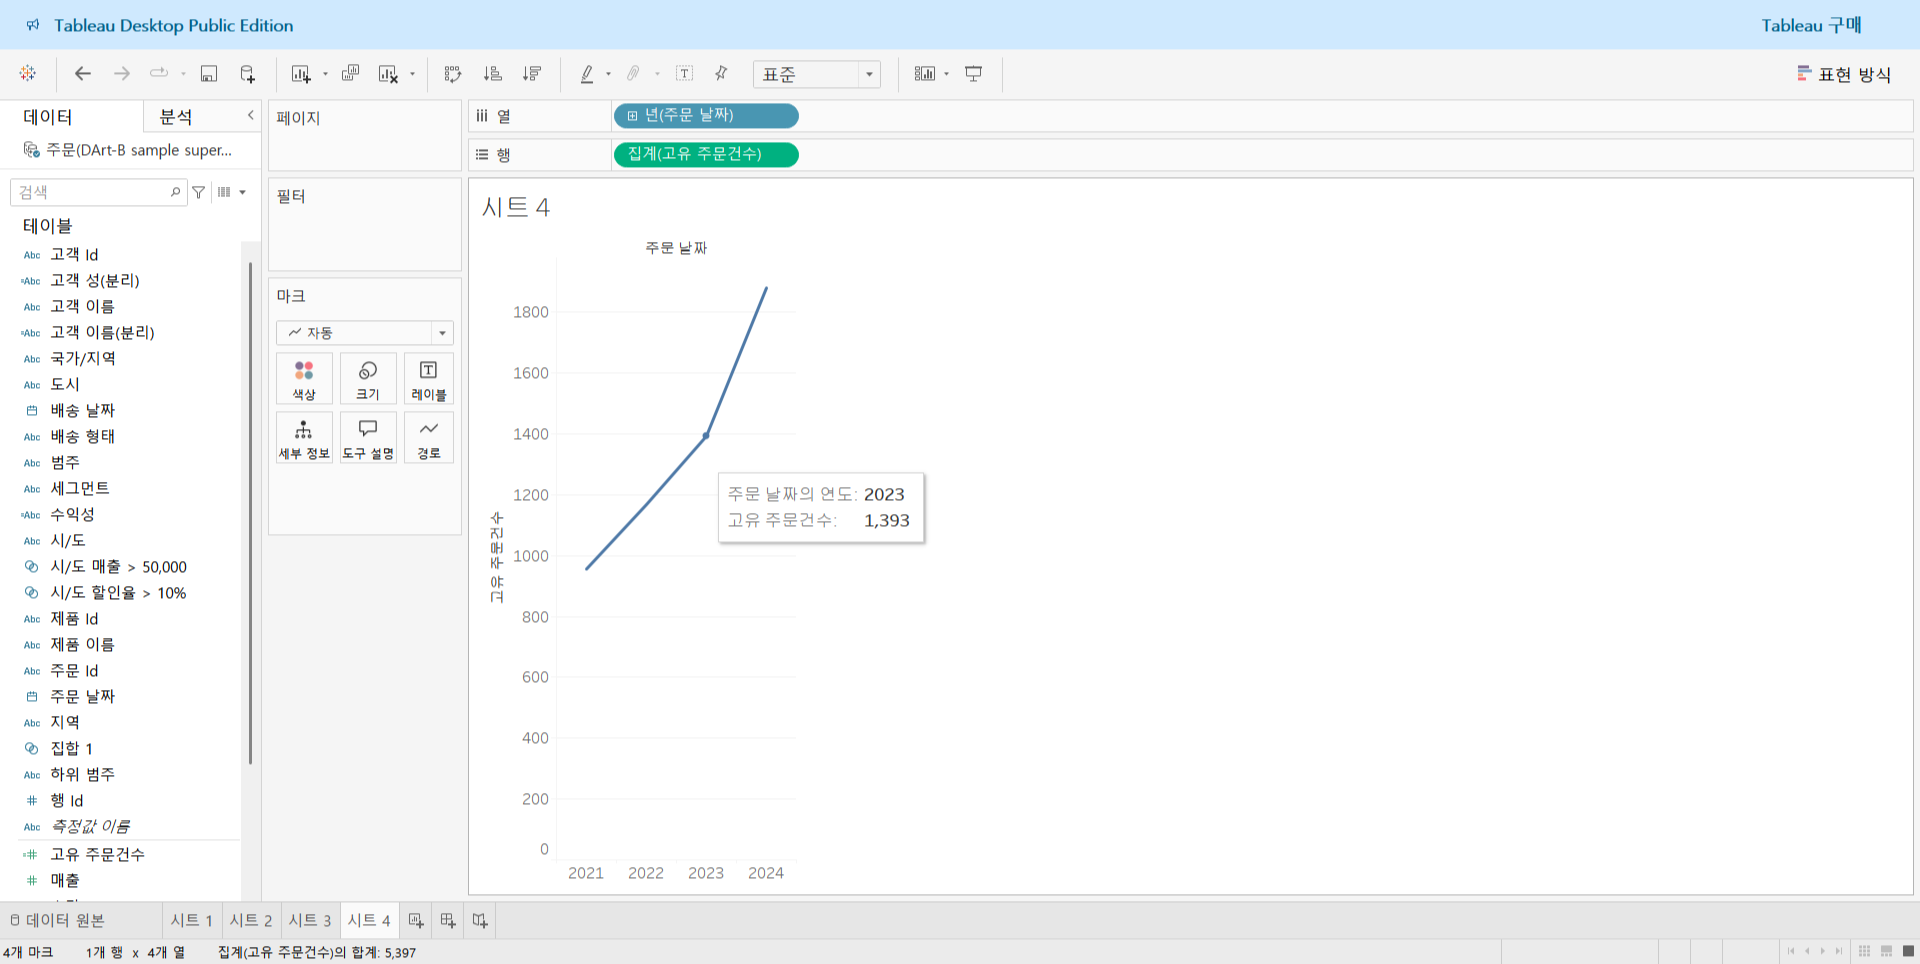 Tableau Desktop Public Edition
Tableau 구매
표준
표현 방식
데이터
분석
주문(DArt-B sample super...
검색
테이블
Abc 고객 Id
=Abc 고객 성(분리)
Abc 고객 이름
=Abc 고객 이름(분리)
Abc 국가/지역
Abc 도시
배송 날짜
Abc 배송 형태
Abc 범주
Abc 세그먼트
=Abc 수익성
Abc 시/도
시/도 매출 > 50,000
시/도 할인율 > 10%
Abc 제품 Id
Abc 제품 이름
Abc 주문 Id
주문 날짜
Abc 지역
집합 1
Abc 하위 범주
# 행 Id
Abc 측정값 이름
=# 고유 주문건수
# 매출
페이지
필터
마크
자동
색상
크기
레이블
세부 정보
도구 설명
경로
열
년(주문 날짜)
행
집계(고유 주문건수)
시트 4
주문 날짜
고유 주문건수
1800
1600
1400
1200
1000
800
600
400
200
0
2021 2022 2023 2024
주문 날짜의 연도: 2023
고유 주문건수: 1,393
데이터 원본
시트 1
시트 2
시트 3
시트 4
4개 마크
1개 행 x 4개 열
집계(고유 주문건수)의 합계: 5,397